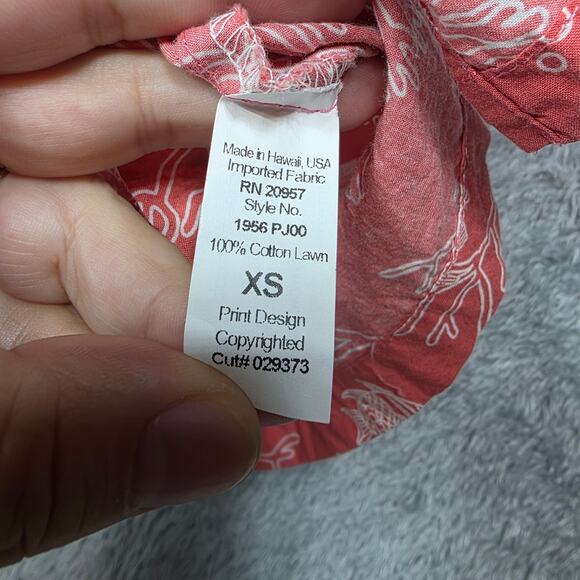 Made in Hawaii, USA
Imported Fabric
RN 20957
Style No.
1956 PJ00
100% Cotton Lawn
XS
Print Design
Copyrighted
Cut# 029373